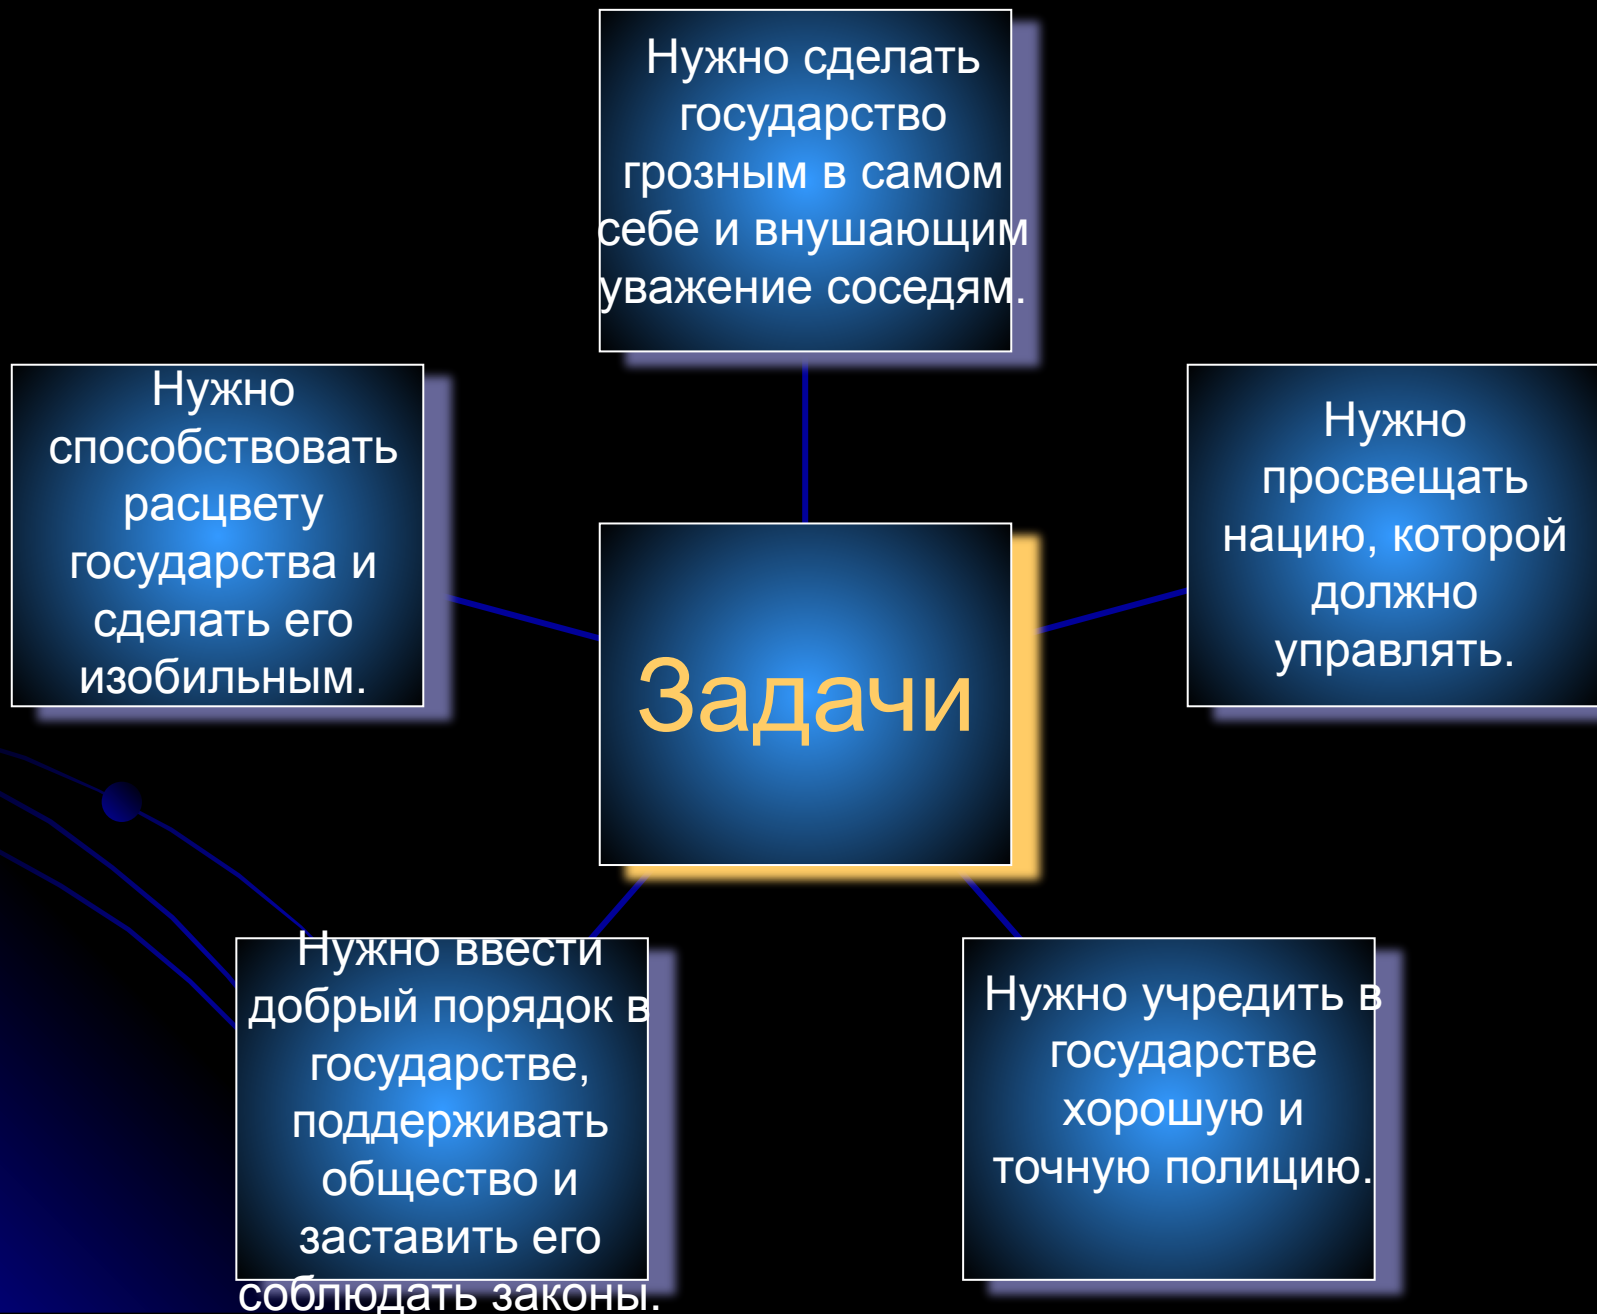 Нужно сделать
государство
грозным в самом
себе и внушающим
уважение соседям.
Нужно
способствовать
расцвету
государства и
сделать его
изобильным.
Нужно
просвещать
нацию, которой
должно
управлять.
Задачи
Нужно ввести
добрый порядок в
государстве,
поддерживать
общество и
заставить его
соблюдать законы.
Нужно учредить в
государстве
хорошую и
точную полицию.